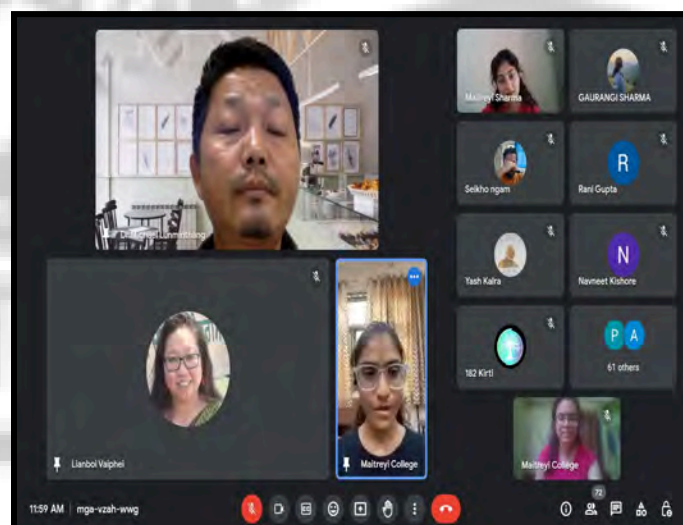 Maitreyi Sharma
GAURANGI SHARMA
Seikho ngam
R
Rani Gupta
Yash Kalra
N
Navneet Kishore
182 Kirti
P A
61 others
Lianboi Vaiphei
Maitreyi College
Maitreyi College
72
11:59 AM | mga-vzah-wwg